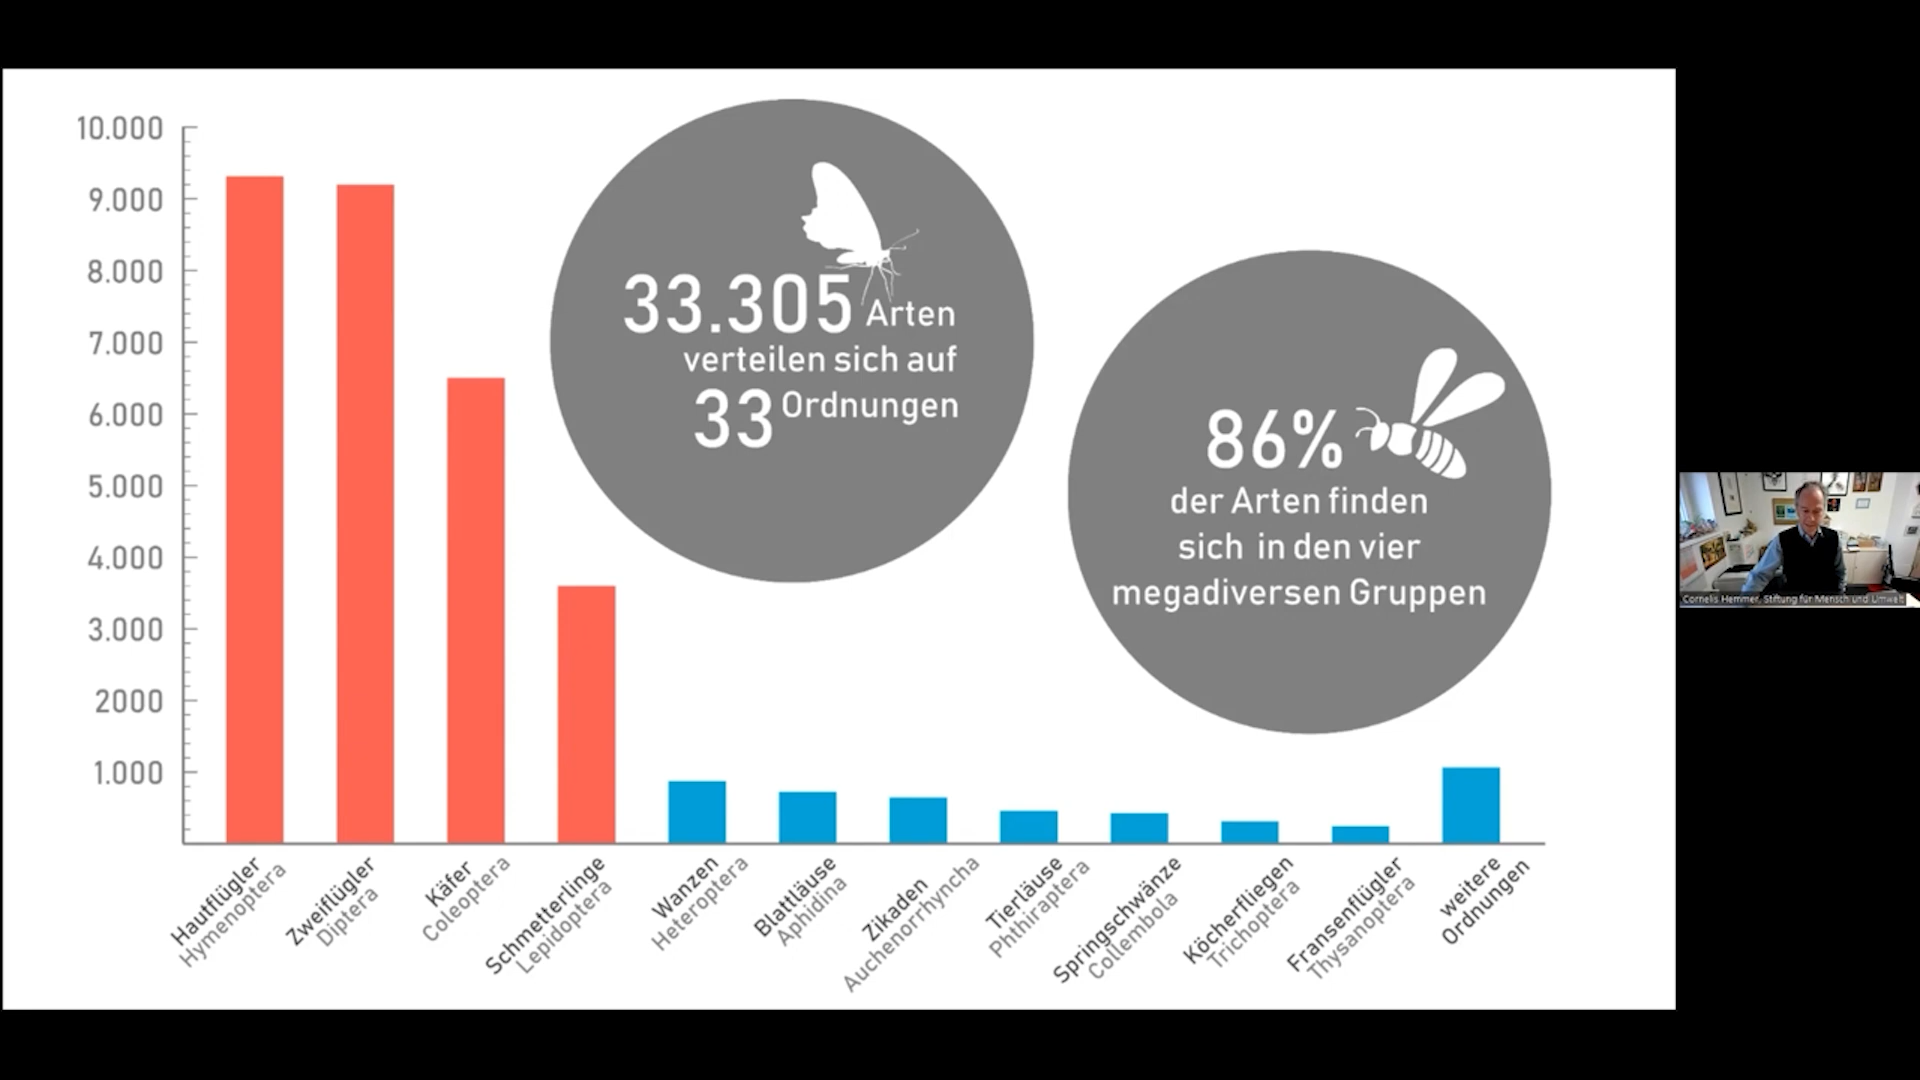 10.000
9.000
8.000
7.000
6.000
5.000
4.000
3.000
2000
1.000
33.305 Arten
verteilen sich auf
33 Ordnungen
86%
der Arten finden
sich in den vier
megadiversen Gruppen
Hautflügler
Hymenoptera
Zweiflügler
Diptera
Käfer
Coleoptera
Schmetterlinge
Lepidoptera
Wanzen
Heteroptera
Blattläuse
Aphidina
Zikaden
Auchenorrhyncha
Tierläuse
Phthiraptera
Springschwänze
Collembola
Köcherfliegen
Trichoptera
Fransenflügler
Thysanoptera
weitere
Ordnungen
Cornelis Hemmer, Stiftung für Mensch und Umwelt